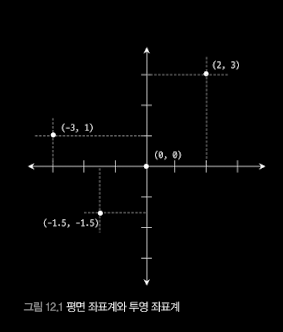 (2, 3)
(-3, 1)
(0, 0)
(-1.5, -1.5)
그림 12.1 평면 좌표계와 투영 좌표계